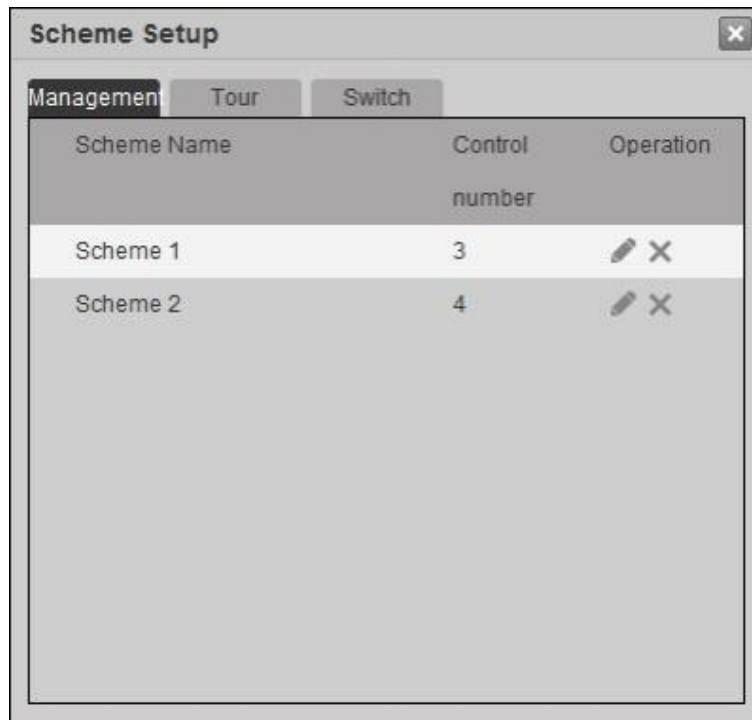 Scheme Setup
Management Tour Switch
Scheme Name Control number Operation
Scheme 1 3
Scheme 2 4